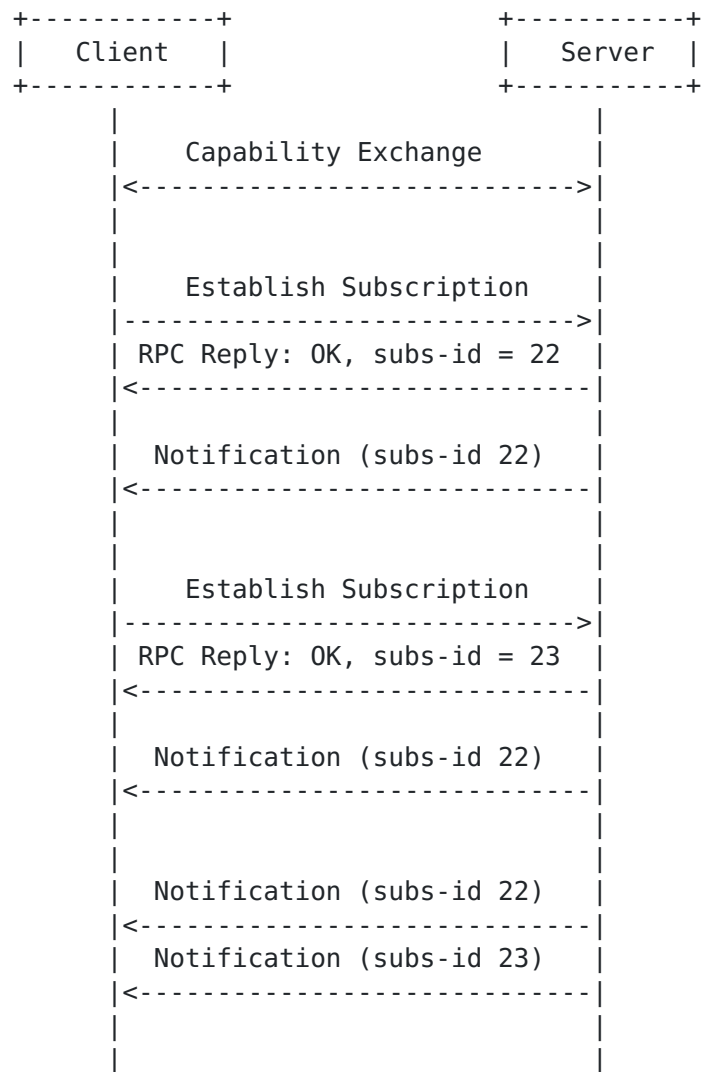 Client Server
Capability Exchange
Establish Subscription
RPC Reply: OK, subs-id = 22
Notification (subs-id 22)
Establish Subscription
RPC Reply: OK, subs-id = 23
Notification (subs-id 22)
Notification (subs-id 22)
Notification (subs-id 23)